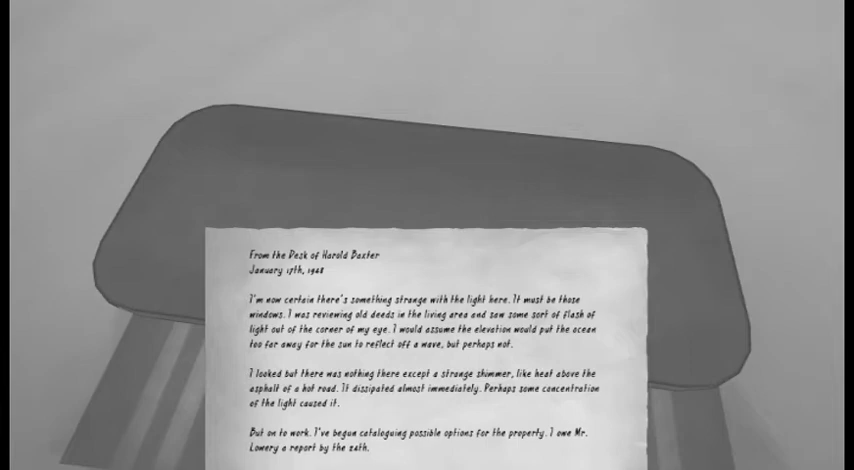 From the Desk of Harold Baxter
January 17th, 1948
I'm now certain there's something strange with the light here. It must be those
windows. I was reviewing old deeds in the living area and saw some sort of flash of
light out of the corner of my eye. I would assume the elevation would put the ocean
too far away for the sun to reflect off a wave, but perhaps not.
I looked but there was nothing there except a strange shimmer, like heat above the
asphalt of a hot road. It dissipated almost immediately. Perhaps some concentration
of the light caused it.
But on to work. I've begun cataloguing possible options for the property. I owe Mr.
Lowery a report by the 24th.